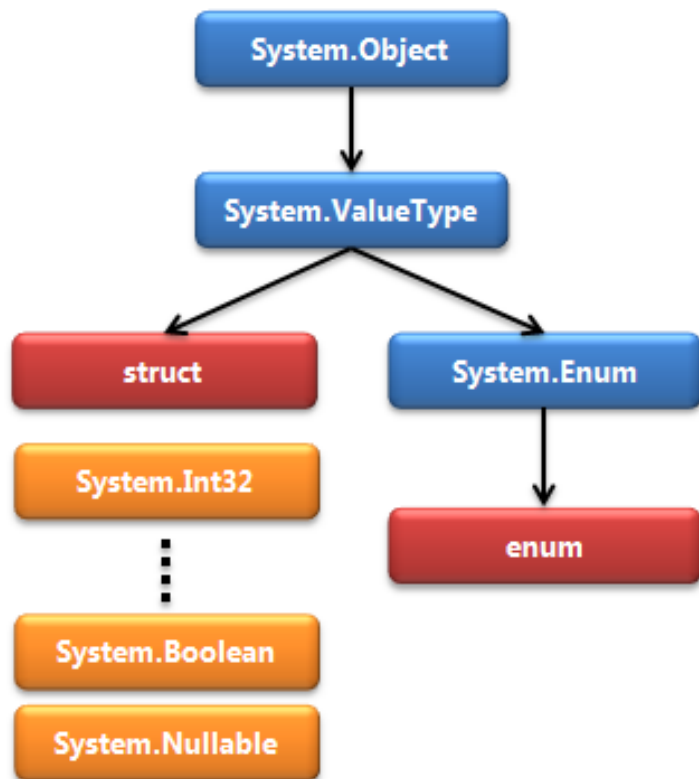 System.Object
System.ValueType
struct
System.Enum
System.Int32
enum
System.Boolean
System.Nullable